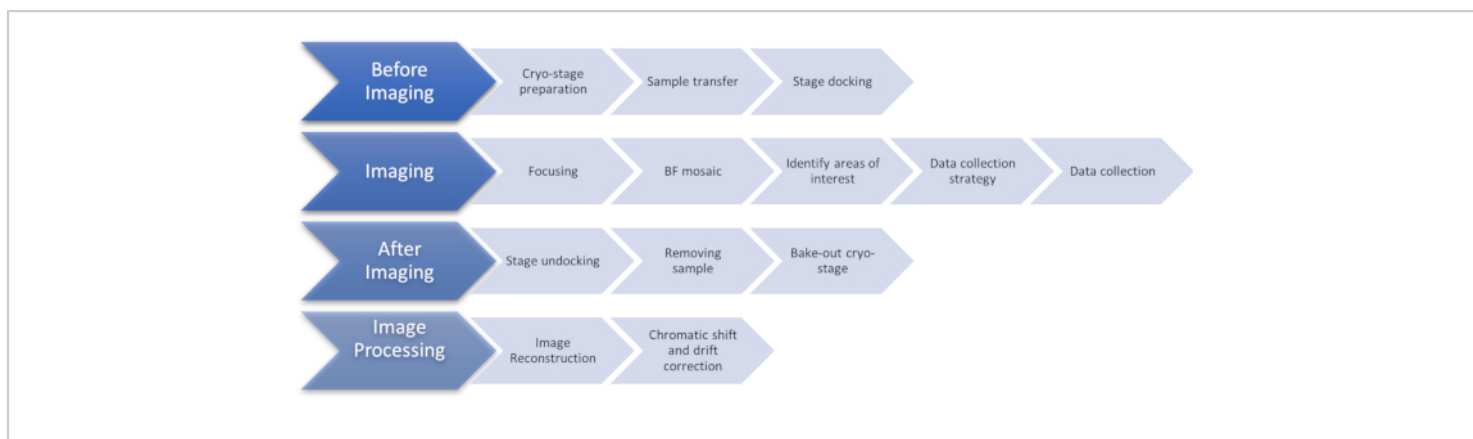 Before
Imaging
Cryo-stage
preparation
Sample transfer
Stage docking
Imaging
Focusing
BF mosaic
Identify areas of
interest
Data collection
strategy
Data collection
After
Imaging
Stage undocking
Removing
sample
Bake-out cryo-
stage
Image
Processing
Image
Reconstruction
Chromatic shift
and drift
correction